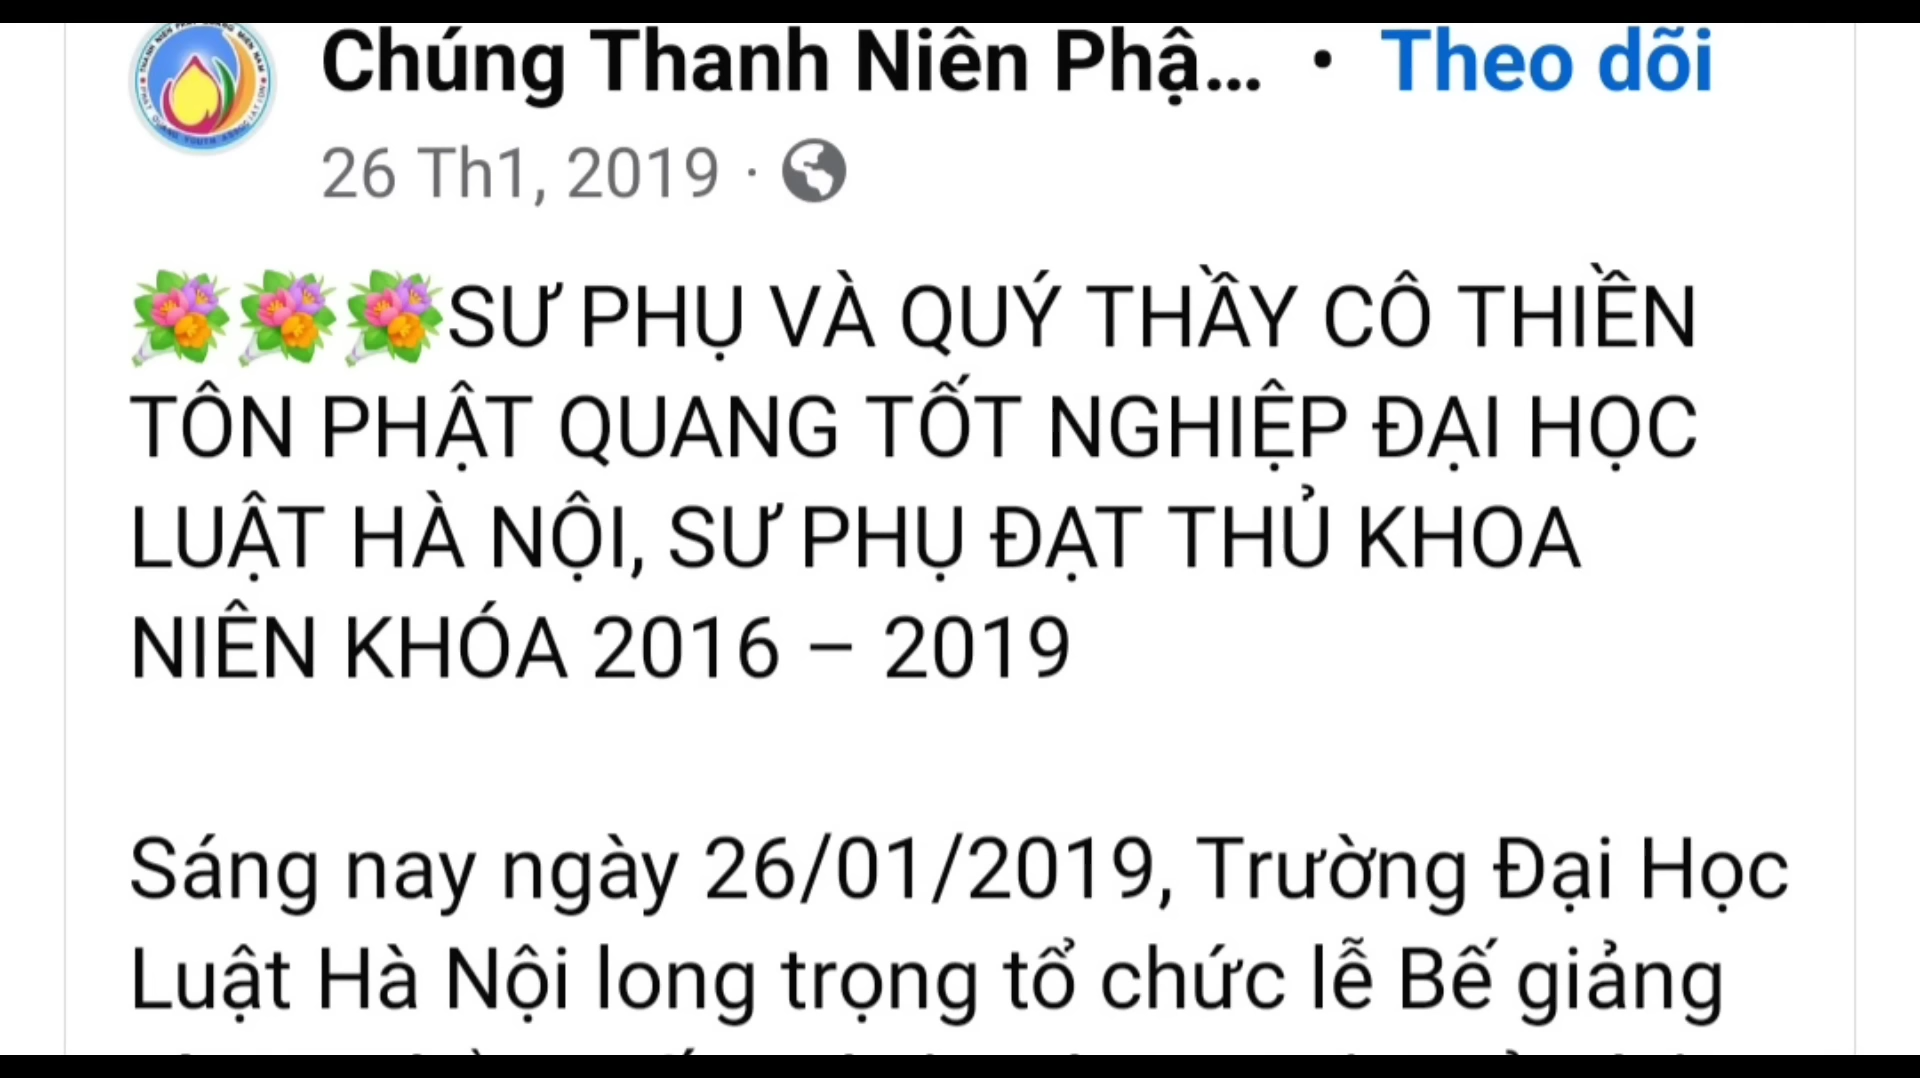 Chúng Thanh Niên Phậ... • Theo dõi
26 Th1, 2019 ·
SƯ PHỤ VÀ QUÝ THẦY CÔ THIỀN
TÔN PHẬT QUANG TỐT NGHIỆP ĐẠI HỌC
LUẬT HÀ NỘI, SƯ PHỤ ĐẠT THỦ KHOA
NIÊN KHÓA 2016 – 2019
Sáng nay ngày 26/01/2019, Trường Đại Học
Luật Hà Nội long trọng tổ chức lễ Bế giảng